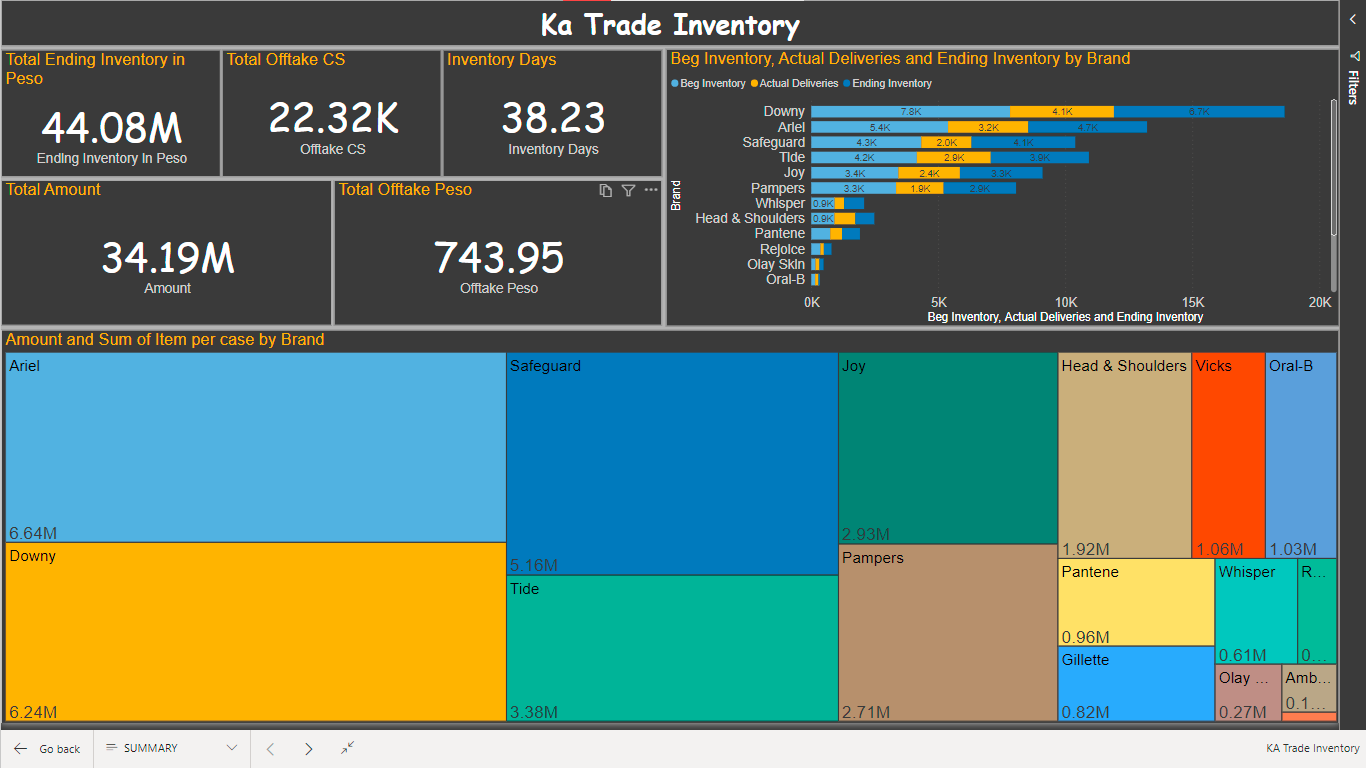 Ka Trade Inventory
Total Ending Inventory in
Peso
44.08M
Ending Inventory In Peso
Total Offtake CS
22.32K
Offtake CS
Inventory Days
38.23
Inventory Days
Total Amount
34.19M
Amount
Total Offtake Peso
743.95
Offtake Peso
Beg Inventory, Actual Deliveries and Ending Inventory by Brand
Beg Inventory Actual Deliveries Ending Inventory
Brand
Downy 7.8K 4.1K 6.7K
Ariel 5.4K 3.2K 4.7K
Safeguard 4.3K 2.0K 4.1K
Tide 4.2K 2.9K 3.9K
Joy 3.4K 2.4K 3.3K
Pampers 3.3K 1.9K 2.9K
Whisper 0.9K
Head & Shoulders 0.9K
Pantene
Rejoice
Olay Skin
Oral-B
0K 5K 10K 15K 20K
Beg Inventory, Actual Deliveries and Ending Inventory
Filters
Amount and Sum of Item per case by Brand
Ariel
6.64M
Downy
6.24M
Safeguard
5.16M
Tide
3.38M
Joy
2.93M
Pampers
2.71M
Head & Shoulders
1.92M
Vicks
1.06M
Oral-B
1.03M
Pantene
0.96M
Gillette
0.82M
Whisper
0.61M
R...
0...
Olay ...
0.27M
Amb...
0.1...
Go back
SUMMARY
KA Trade Inventory